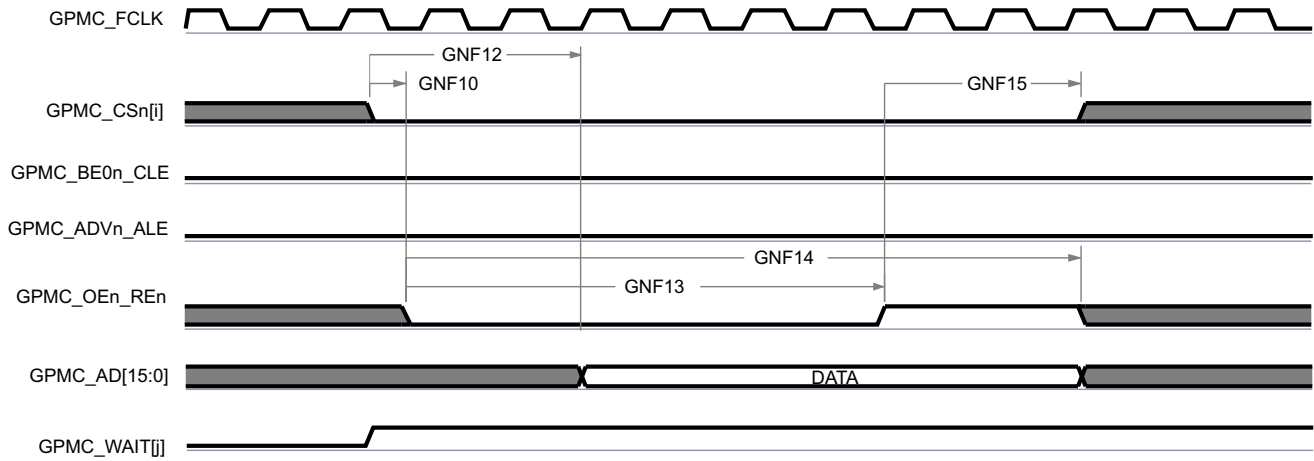 GPMC_FCLK
GNF12
GNF10
GNF15
GPMC_CSn[i]
GPMC_BE0n_CLE
GPMC_ADVn_ALE
GNF14
GNF13
GPMC_OEn_REn
GPMC_AD[15:0]
DATA
GPMC_WAIT[j]